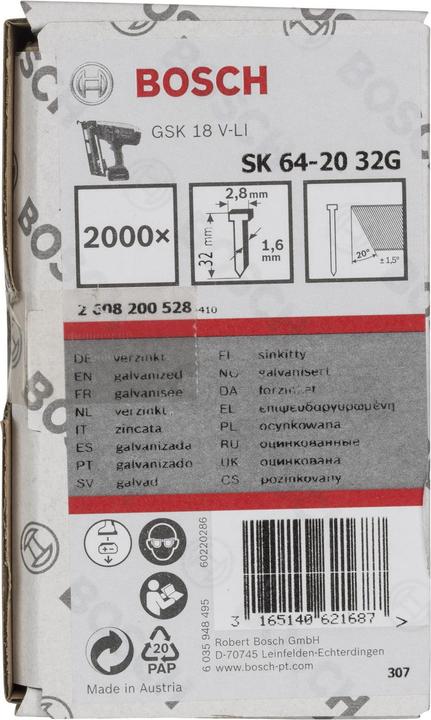 BOSCH
GSK 18 V-LI
SK 64-20 32G
2000×
2,8 mm
32 mm
1,6 mm
20°
± 1,5°
2 608 200 528 -410
DE verzinkt
EN galvanized
FR galvanisée
NL verzinkt
IT zincata
ES galvanizada
PT galvanizado
SV galvad
FI sinkitty
NO galvanisert
DA forzinket
EL επιψευδαργυρωμένη
PL ocynkowana
RU оцинкованные
UK оцинкована
CS pozinkovaný
60220286
6 035 948 495
20
PAP
Made in Austria
3 165140 621687 >
Robert Bosch GmbH
D-70745 Leinfelden-Echterdingen
www.bosch-pt.com
307